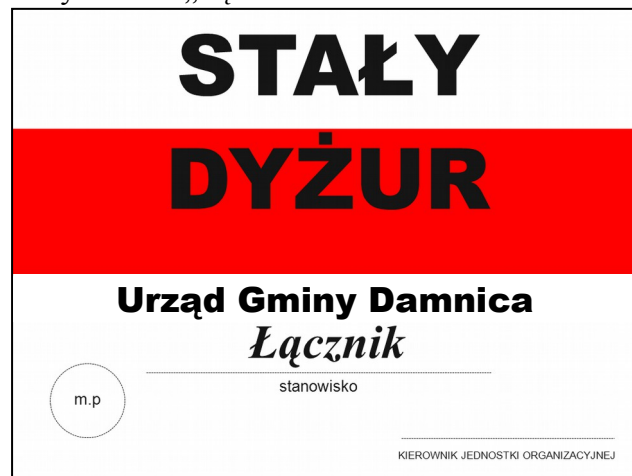 STAŁY
DYŻUR
Urząd Gminy Damnica
Łącznik
stanowisko
m.p
KIEROWNIK JEDNOSTKI ORGANIZACYJNEJ